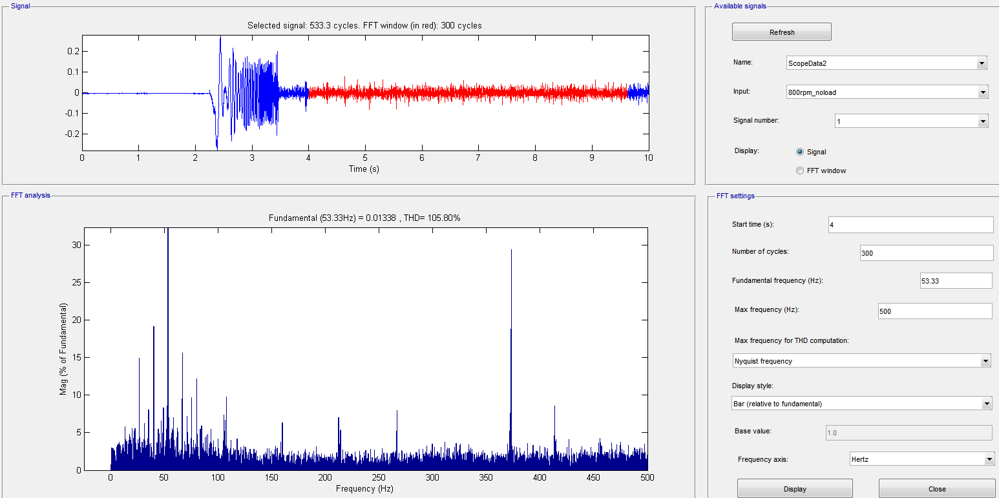 Signal
Selected signal: 533.3 cycles. FFT window (in red): 300 cycles
0.2
0.1
0
-0.1
-0.2
0 1 2 3 4 5 6 7 8 9 10
Time (s)
Available signals
Refresh
Name: ScopeData2
Input: 800rpm_noload
Signal number: 1
Display: Signal
FFT window
FFT analysis
Fundamental (53.33Hz) = 0.01338 , THD= 105.80%
30
25
20
15
10
5
0
Mag (% of Fundamental)
0 50 100 150 200 250 300 350 400 450 500
Frequency (Hz)
FFT settings
Start time (s): 4
Number of cycles: 300
Fundamental frequency (Hz): 53.33
Max frequency (Hz): 500
Max frequency for THD computation:
Nyquist frequency
Display style:
Bar (relative to fundamental)
Base value: 1.0
Frequency axis: Hertz
Display Close